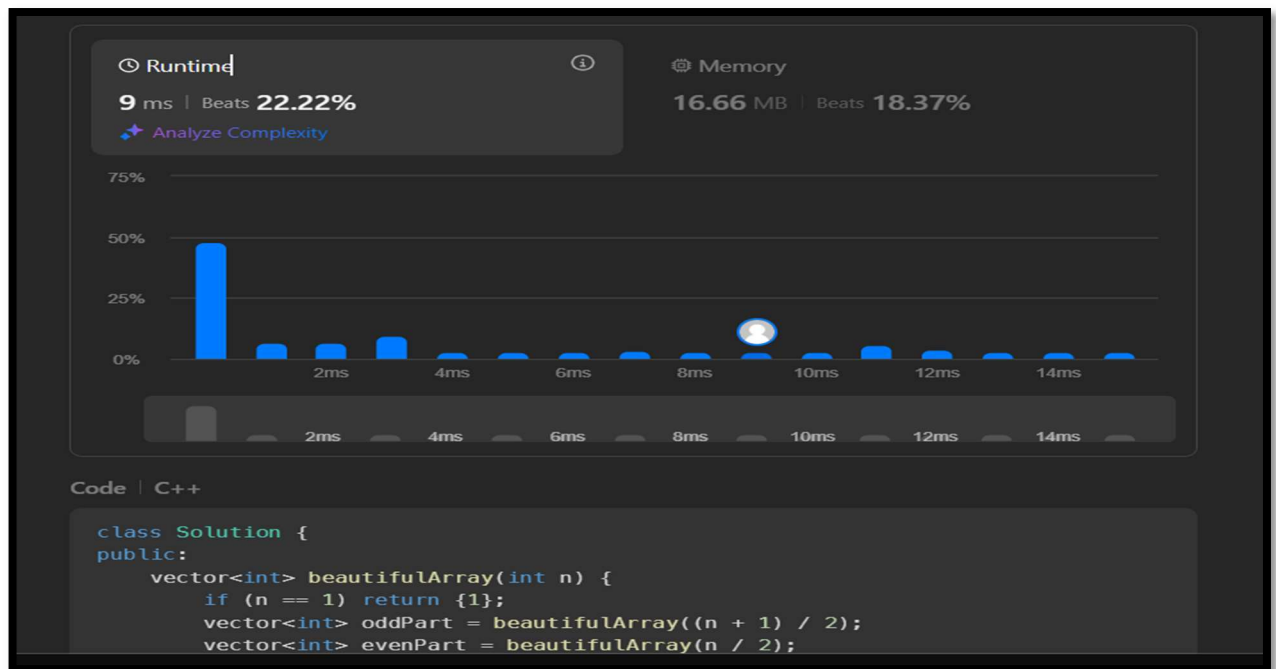 Runtime
Memory
9 ms | Beats 22.22%
16.66 MB | Beats 18.37%
Analyze Complexity
75%
50%
25%
0%
2ms 4ms 6ms 8ms 10ms 12ms 14ms
2ms 4ms 6ms 8ms 10ms 12ms 14ms
Code | C++
class Solution {
public:
    vector<int> beautifulArray(int n) {
        if (n == 1) return {1};
        vector<int> oddPart = beautifulArray((n + 1) / 2);
        vector<int> evenPart = beautifulArray(n / 2);